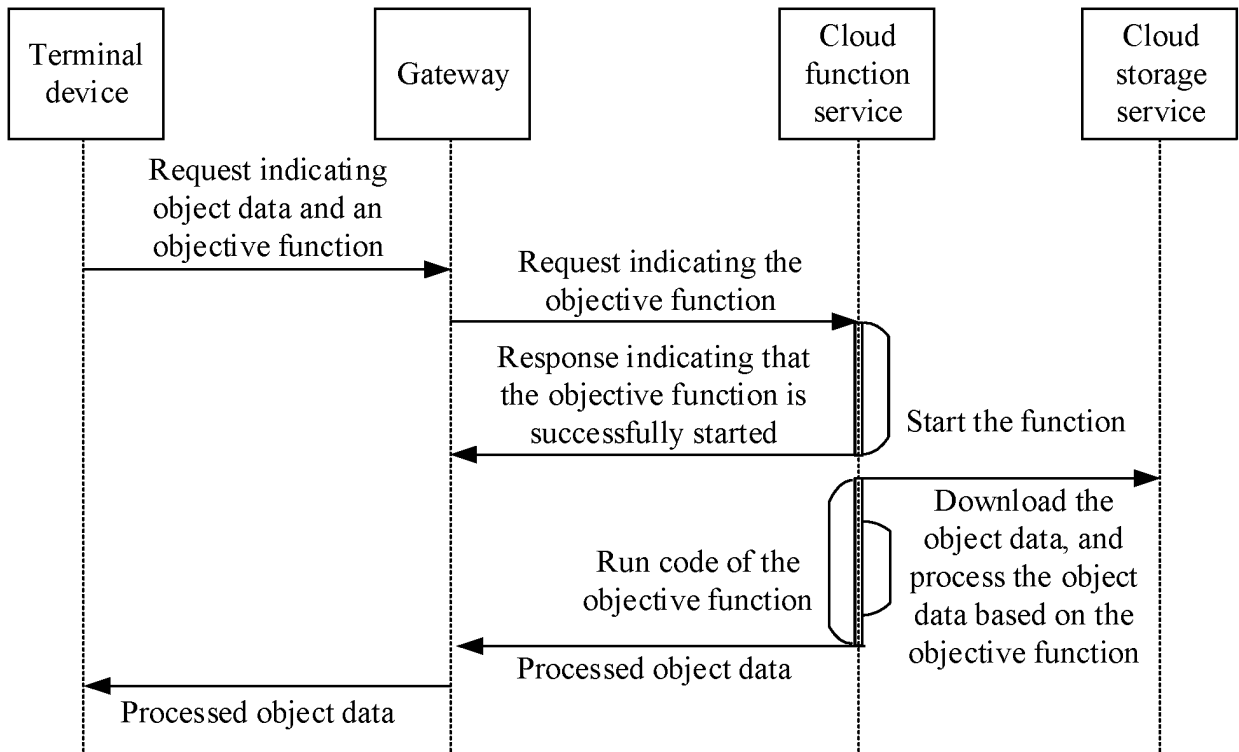 Terminal
device
Gateway
Cloud
function
service
Cloud
storage
service
Request indicating
object data and an
objective function
Request indicating the
objective function
Response indicating that
the objective function is
successfully started
Start the function
Download the
object data, and
process the object
data based on the
objective function
Run code of the
objective function
Processed object data
Processed object data